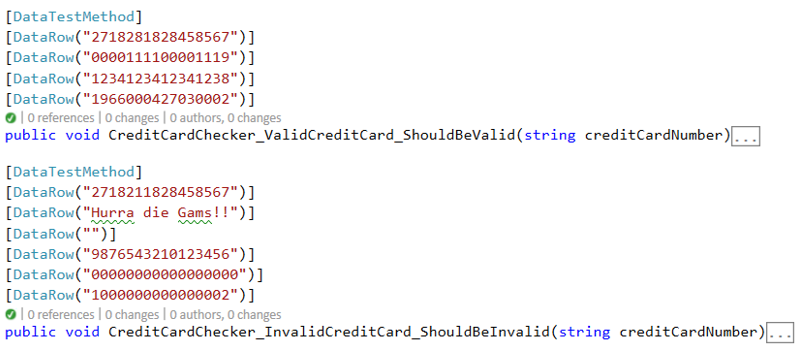 [DataTestMethod]
[DataRow("2718281828458567")]
[DataRow("0000111100001119")]
[DataRow("1234123412341238")]
[DataRow("1966000427030002")]
| 0 references | 0 changes | 0 authors, 0 changes
public void CreditCardChecker_ValidCreditCard_ShouldBeValid(string creditCardNumber)...
[DataTestMethod]
[DataRow("2718211828458567")]
[DataRow("Hurra die Gams!!")]
[DataRow("")]
[DataRow("9876543210123456")]
[DataRow("00000000000000000")]
[DataRow("1000000000000002")]
| 0 references | 0 changes | 0 authors, 0 changes
public void CreditCardChecker_InvalidCreditCard_ShouldBeInvalid(string creditCardNumber)...